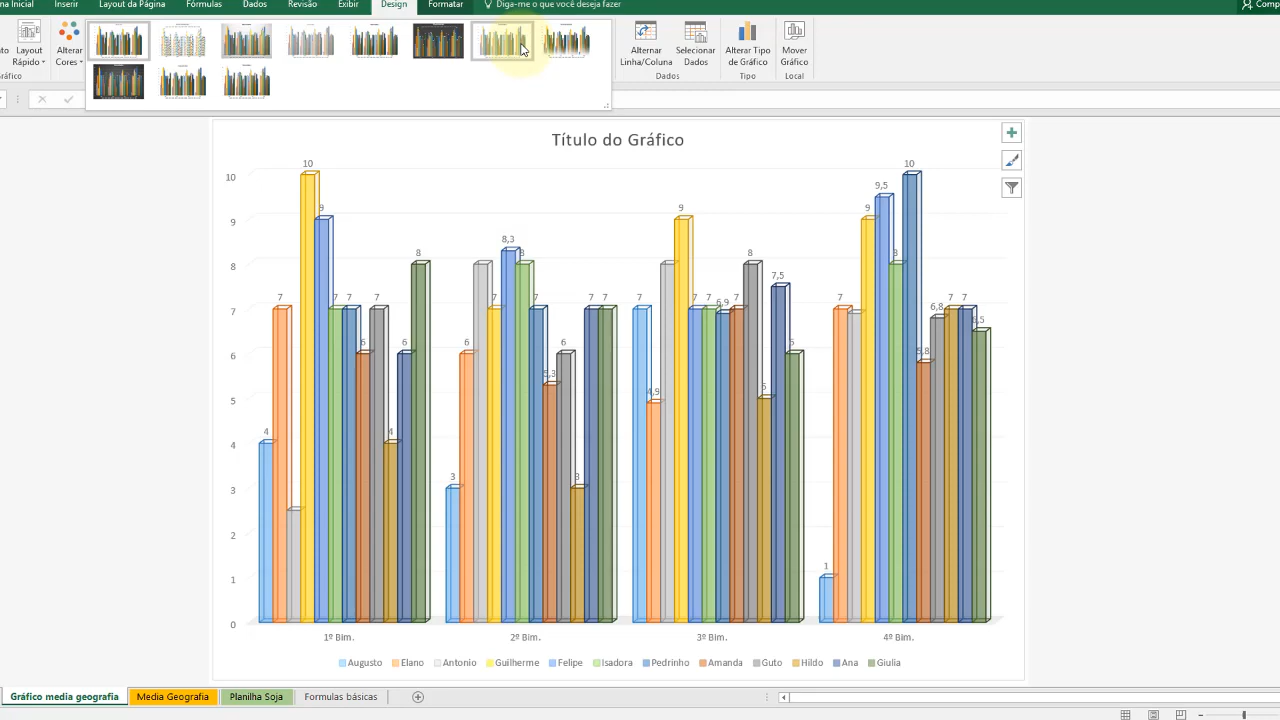 na Inicial Inserir Layout da Página Fórmulas Dados Revisão Exibir Design Formatar Diga-me o que você deseja fazer Comp
Layout Rápido
Alterar Cores
Alternar Linha/Coluna
Selecionar Dados
Alterar Tipo de Gráfico
Mover Gráfico
ráfico Dados Tipo Local
Título do Gráfico
10 10
10 9 9,5 9 9
9 8,3 8 8 8 8
8 7 7 7 7 7 7 7 7 7 7 7 6,9 7 7,5 7 6,8 7 7 6,5
7 6 6 6 6 5,3 6 5,8
6 4 4 4,9 5
5 3 3
4
3
2
1 1
0
1º Bim. 2º Bim. 3º Bim. 4º Bim.
Augusto Elano Antonio Guilherme Felipe Isadora Pedrinho Amanda Guto Hildo Ana Giulia
Gráfico media geografia Media Geografia Planilha Soja Formulas básicas